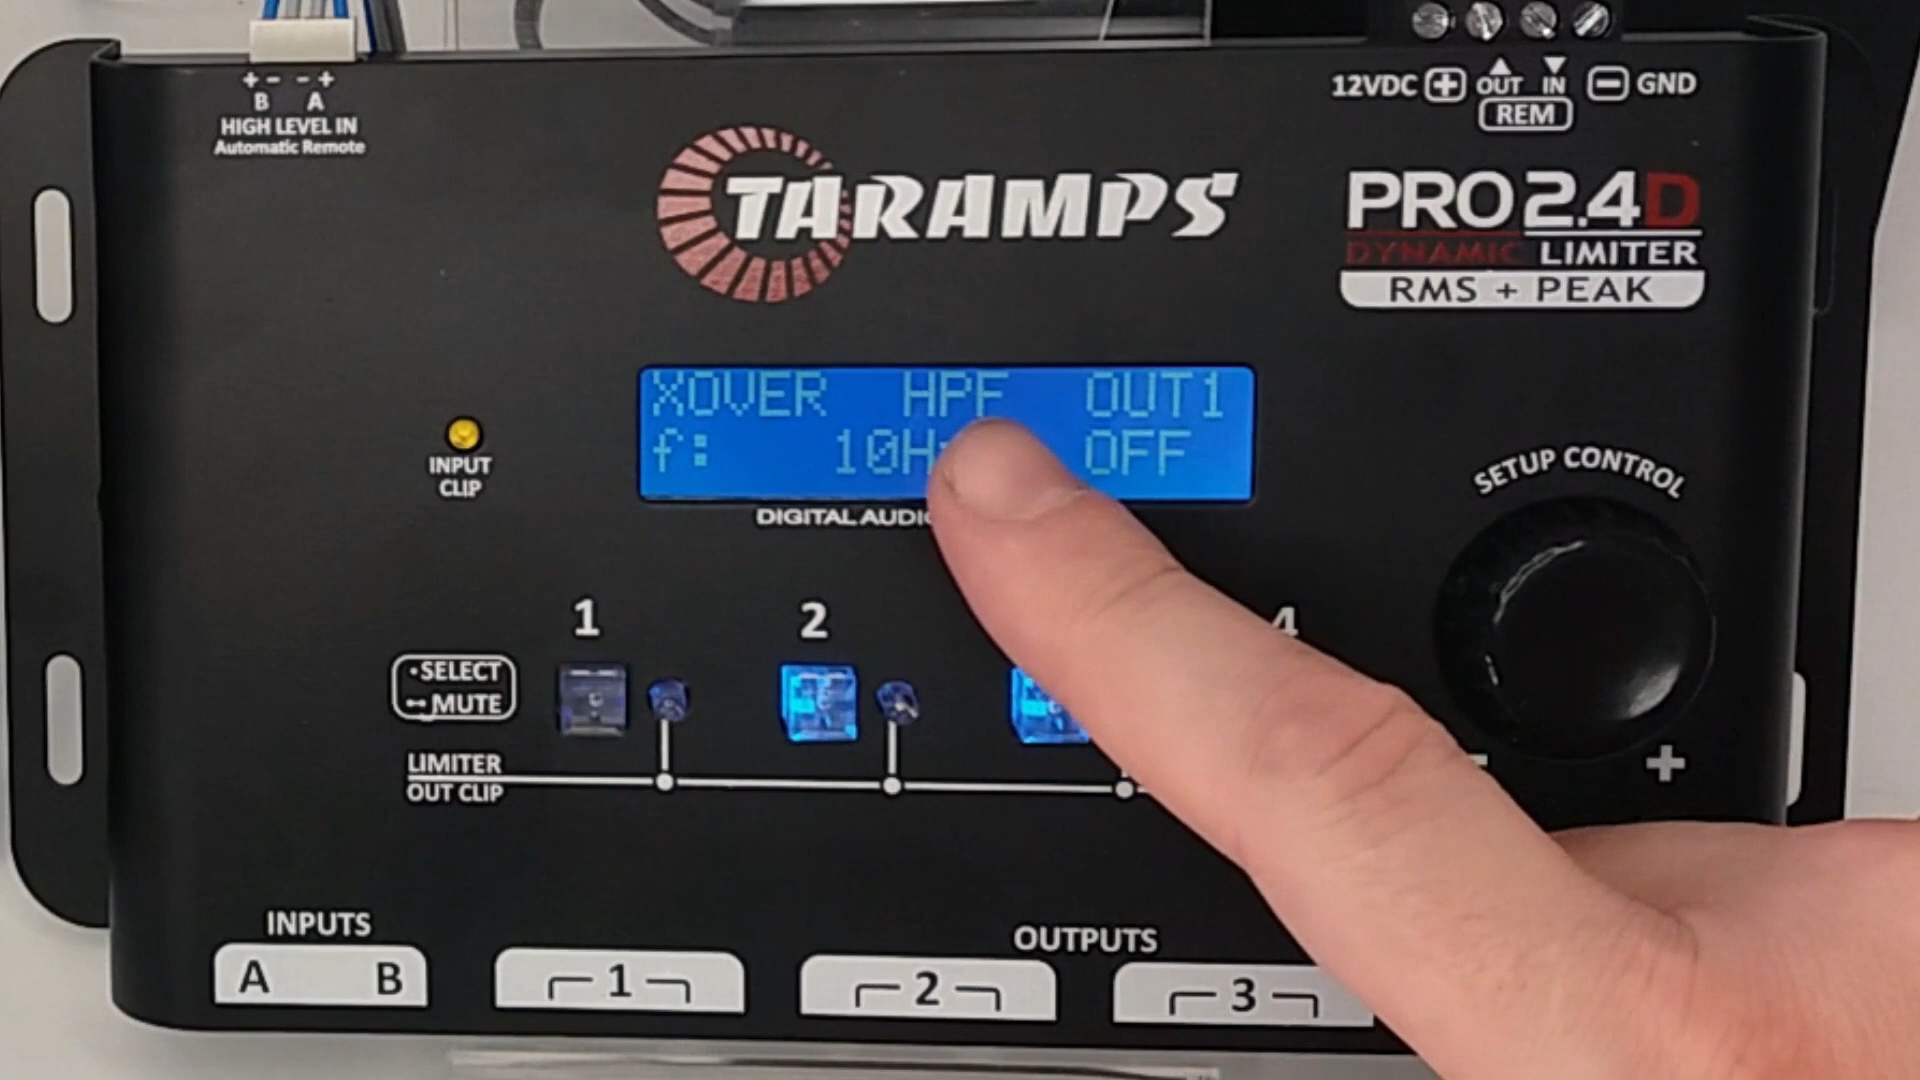 + - - +
B A
HIGH LEVEL IN
Automatic Remote
12VDC + OUT IN - GND
REM
TARAMPS
PRO 2.4D
DYNAMIC LIMITER
RMS + PEAK
XOVER HPF OUT1
f: 10H OFF
DIGITAL AUDIO
INPUT
CLIP
SETUP CONTROL
1 2 4
•SELECT
MUTE
LIMITER
OUT CLIP
- +
INPUTS
A B
OUTPUTS
1 2 3